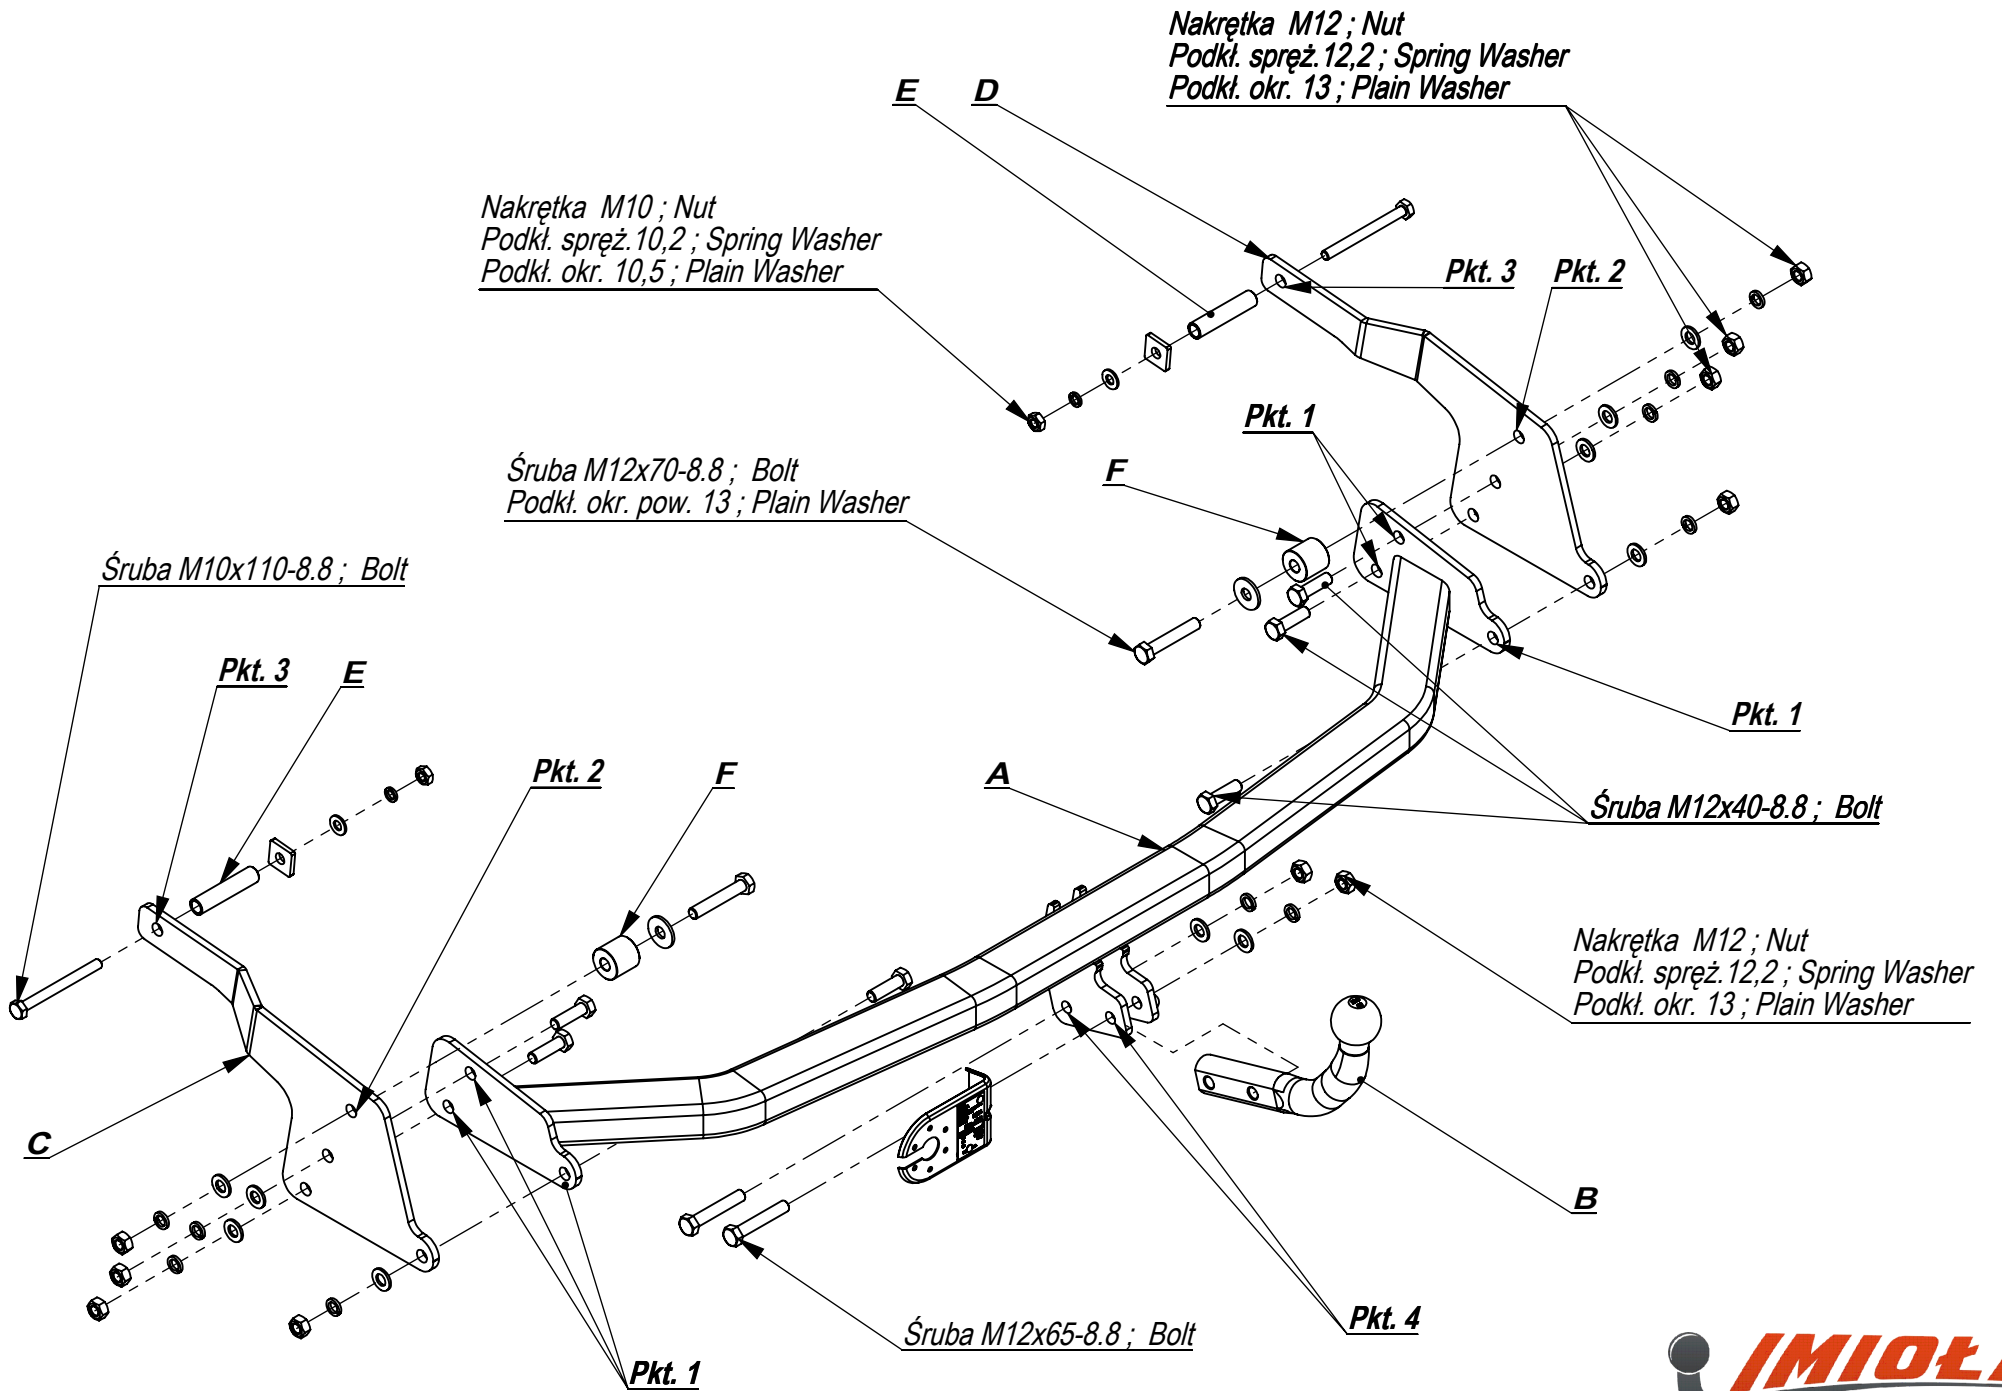 Nakrętka M12 ; Nut
Podkł. spręż.12,2 ; Spring Washer
Podkł. okr. 13 ; Plain Washer
E
D
Nakrętka M10 ; Nut
Podkł. spręż.10,2 ; Spring Washer
Podkł. okr. 10,5 ; Plain Washer
Pkt. 3
Pkt. 2
Pkt. 1
F
Śruba M12x70-8.8 ; Bolt
Podkł. okr. pow. 13 ; Plain Washer
Śruba M10x110-8.8 ; Bolt
Pkt. 3
E
Pkt. 1
Pkt. 2
F
A
Śruba M12x40-8.8 ; Bolt
Nakrętka M12 ; Nut
Podkł. spręż.12,2 ; Spring Washer
Podkł. okr. 13 ; Plain Washer
C
B
Pkt. 4
Śruba M12x65-8.8 ; Bolt
Pkt. 1